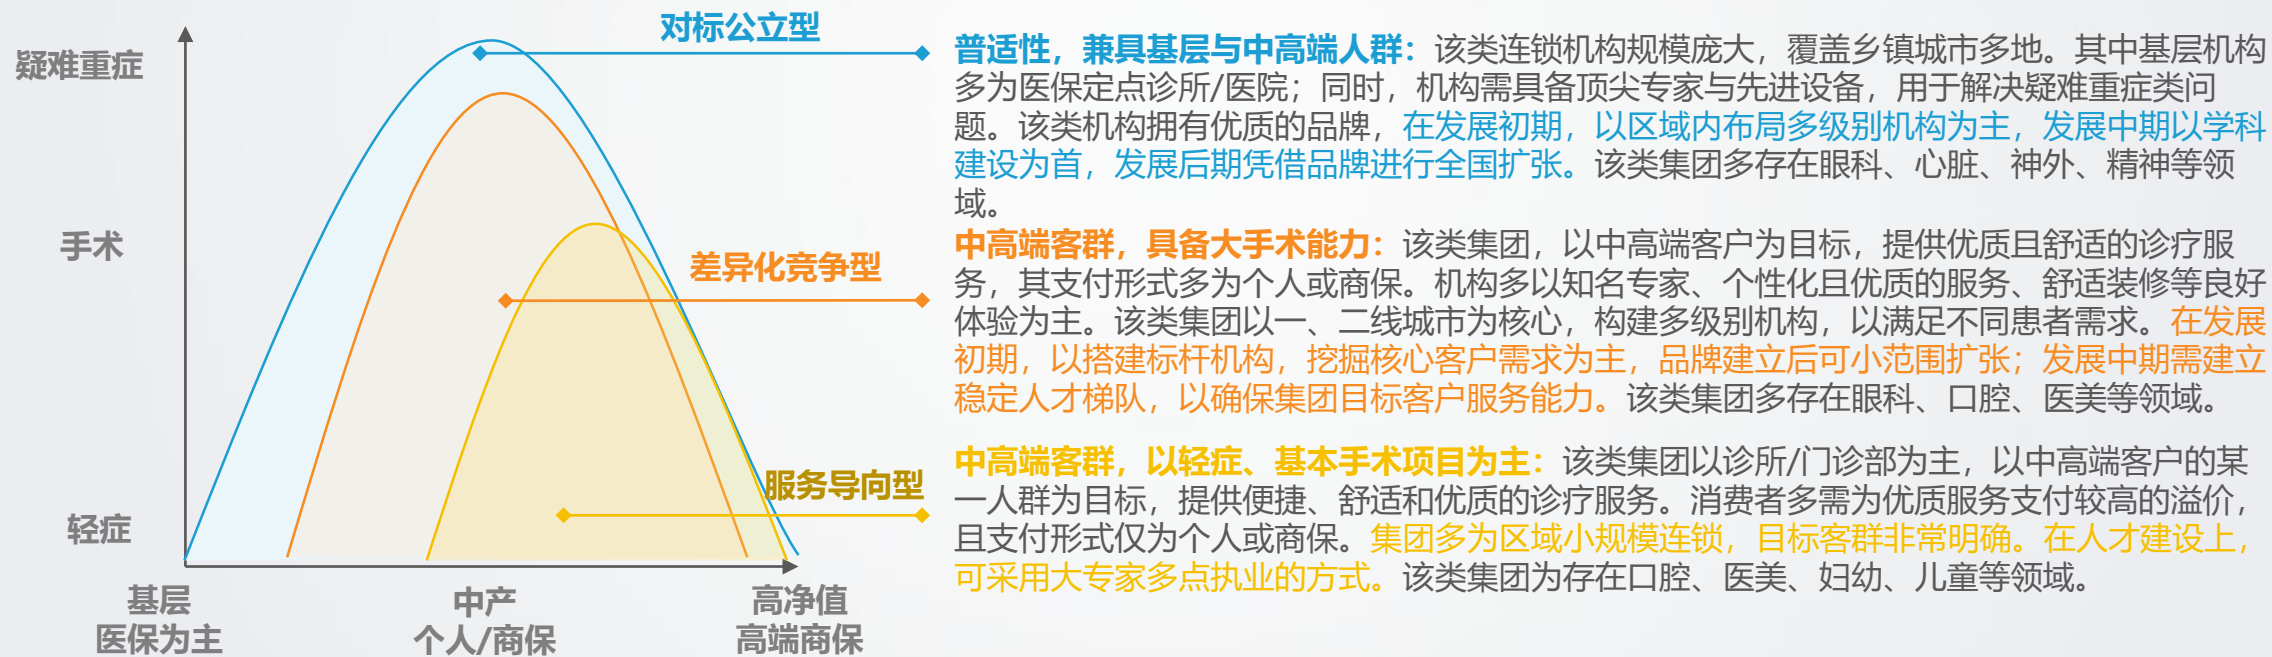 疑难重症
手术
轻症
基层
医保为主
中产
个人/商保
高净值
高端商保
对标公立型
差异化竞争型
服务导向型
普适性，兼具基层与中高端人群：该类连锁机构规模庞大，覆盖乡镇城市多地。其中基层机构
多为医保定点诊所/医院；同时，机构需具备顶尖专家与先进设备，用于解决疑难重症类问
题。该类机构拥有优质的品牌，在发展初期，以区域内布局多级别机构为主，发展中期以学科
建设为首，发展后期凭借品牌进行全国扩张。该类集团多存在眼科、心脏、神外、精神等领
域。
中高端客群，具备大手术能力：该类集团，以中高端客户为目标，提供优质且舒适的诊疗服
务，其支付形式多为个人或商保。机构多以知名专家、个性化且优质的服务、舒适装修等良好
体验为主。该类集团以一、二线城市为核心，构建多级别机构，以满足不同患者需求。在发展
初期，以搭建标杆机构，挖掘核心客户需求为主，品牌建立后可小范围扩张；发展中期需建立
稳定人才梯队，以确保集团目标客户服务能力。该类集团多存在眼科、口腔、医美等领域。
中高端客群，以轻症、基本手术项目为主：该类集团以诊所/门诊部为主，以中高端客户的某
一人群为目标，提供便捷、舒适和优质的诊疗服务。消费者多需为优质服务支付较高的溢价，
且支付形式仅为个人或商保。集团多为区域小规模连锁，目标客群非常明确。在人才建设上，
可采用大专家多点执业的方式。该类集团为存在口腔、医美、妇幼、儿童等领域。